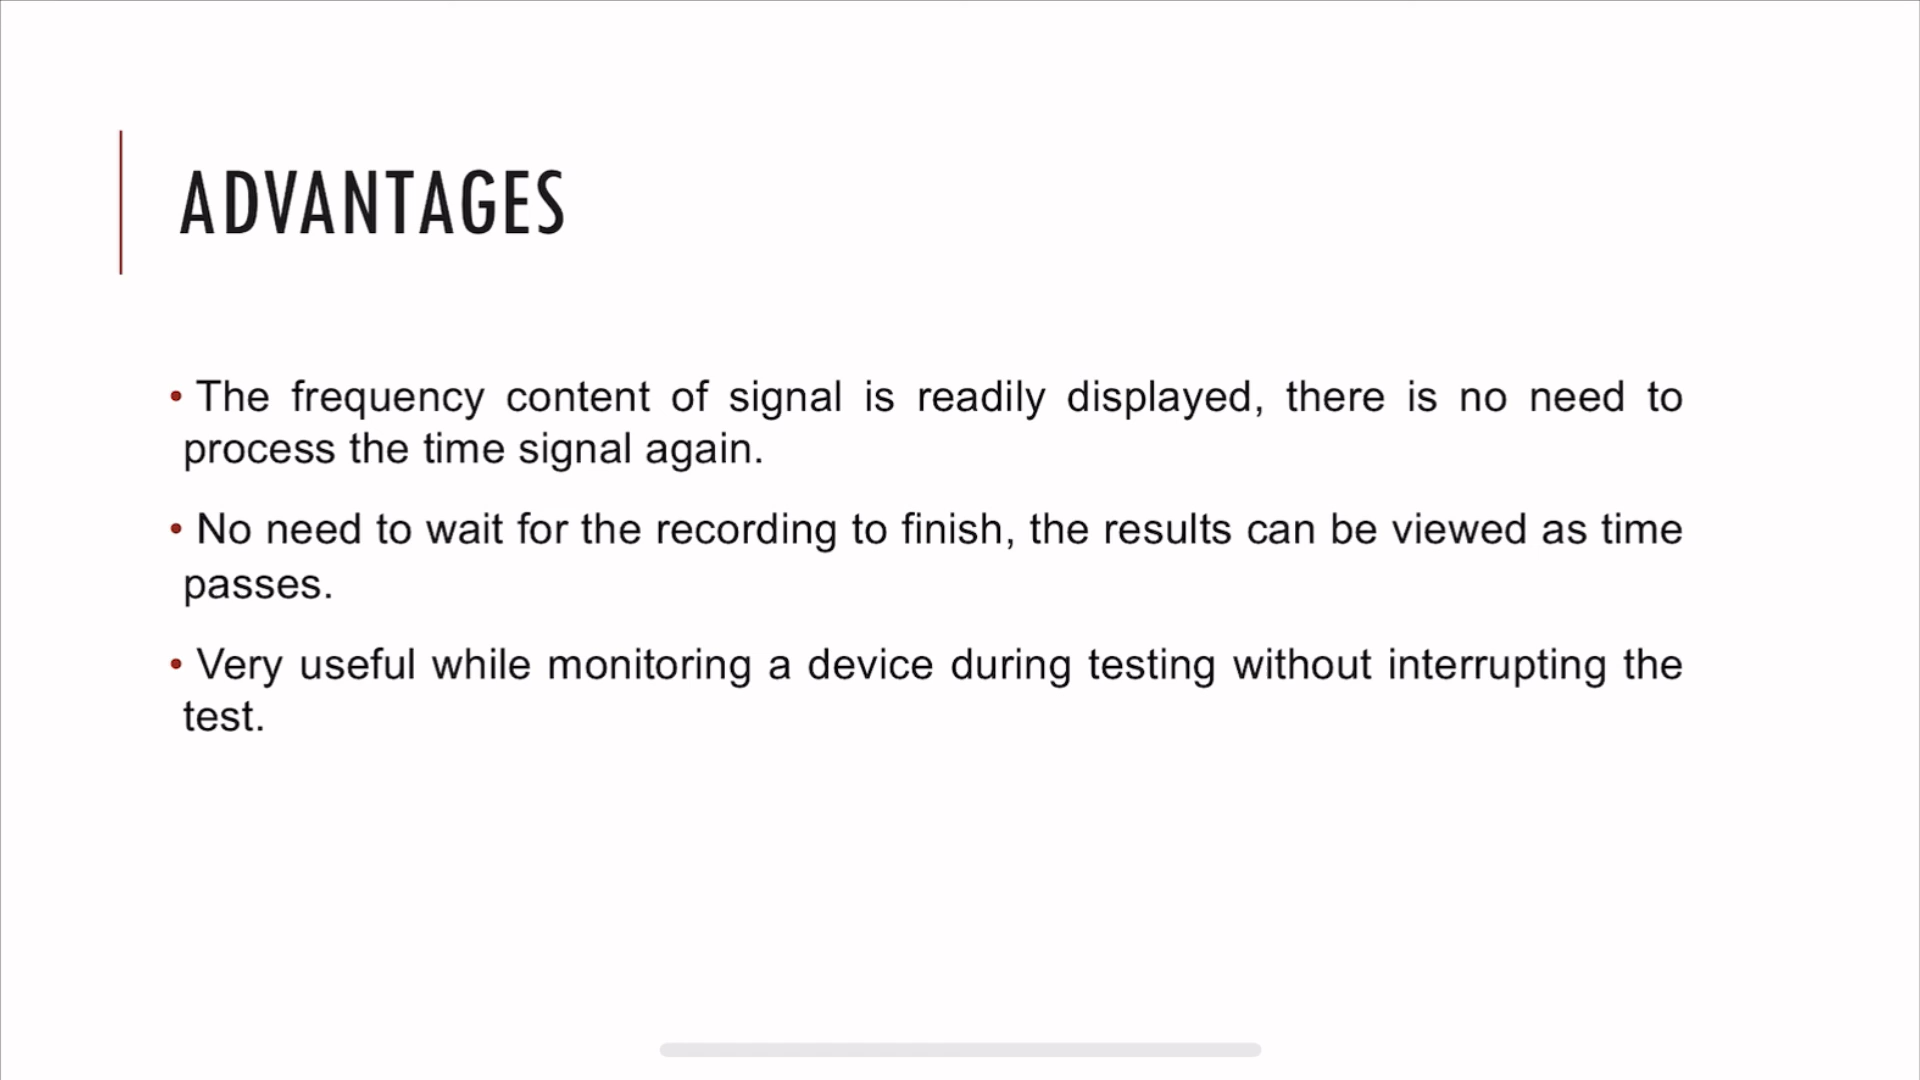 ADVANTAGES
• The frequency content of signal is readily displayed, there is no need to
process the time signal again.
• No need to wait for the recording to finish, the results can be viewed as time
passes.
• Very useful while monitoring a device during testing without interrupting the
test.